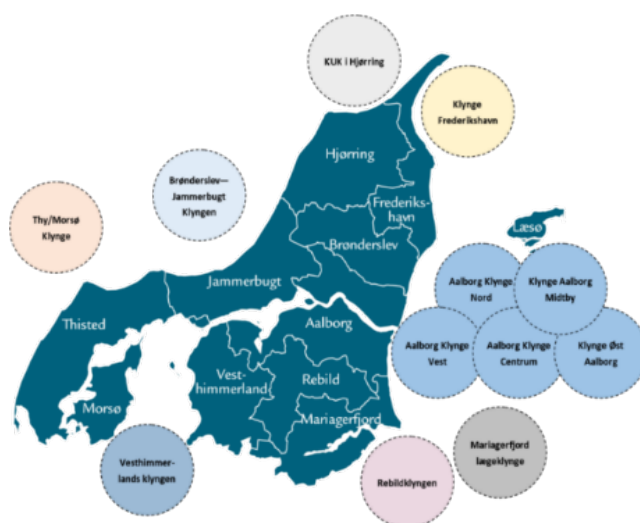 KUK i Hjørring
Klynge
Frederikshavn
Hjørring
Brønderslev—
Jammerbugt
Klyngen
Frederiks-
havn
Thy/Morsø
Klynge
Læsø
Brønderslev
Jammerbugt
Aalborg Klynge
Nord
Klynge Aalborg
Midtby
Thisted
Aalborg
Aalborg Klynge
Vest
Aalborg Klynge
Centrum
Klynge Øst
Aalborg
Vest-
himmerland
Rebild
Morsø
Mariagerfjord
Mariagerfjord
lægeklynge
Vesthimmer-
lands klyngen
Rebildklyngen